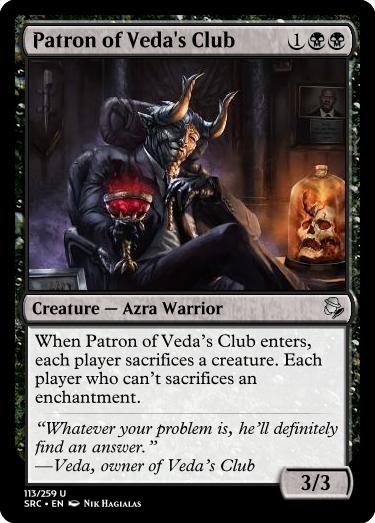 Patron of Veda's Club 1
Creature — Azra Warrior
When Patron of Veda's Club enters,
each player sacrifices a creature. Each
player who can't sacrifices an
enchantment.
"Whatever your problem is, he'll definitely
find an answer."
—Veda, owner of Veda's Club
3/3
113/259 U
SRC • EN Nik Hagialas